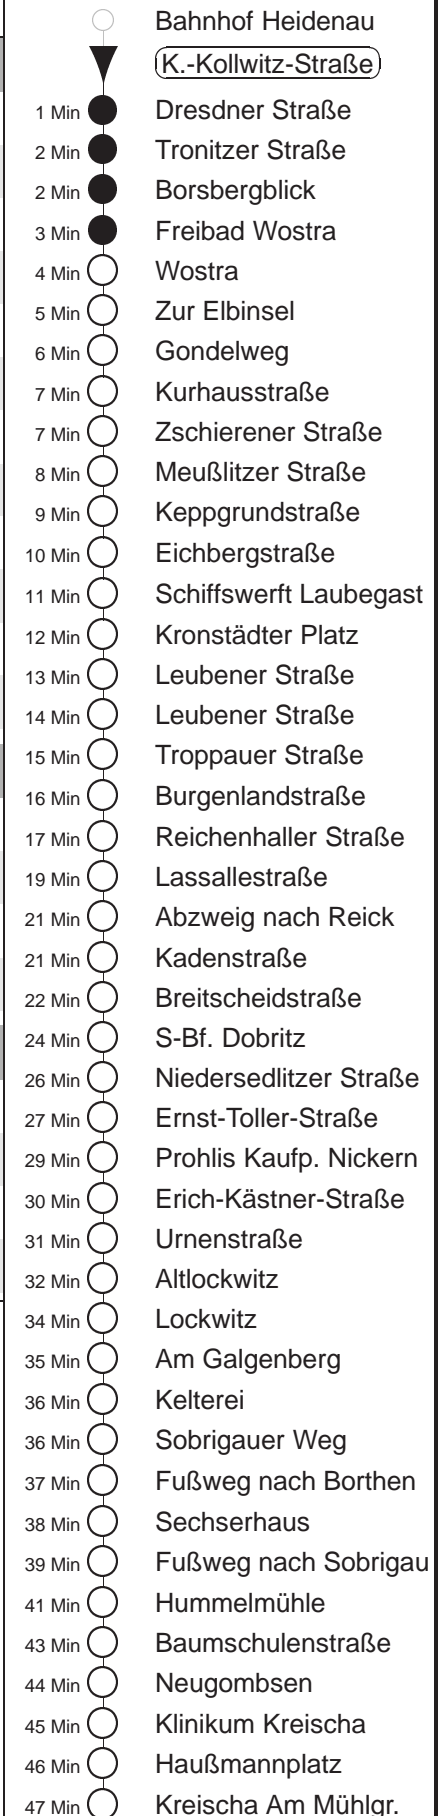 Bahnhof Heidenau
K.-Kollwitz-Straße
1 Min Dresdner Straße
2 Min Tronitzer Straße
2 Min Borsbergblick
3 Min Freibad Wostra
4 Min Wostra
5 Min Zur Elbinsel
6 Min Gondelweg
7 Min Kurhausstraße
7 Min Zschierener Straße
8 Min Meußlitzer Straße
9 Min Keppgrundstraße
10 Min Eichbergstraße
11 Min Schiffswerft Laubegast
12 Min Kronstädter Platz
13 Min Leubener Straße
14 Min Leubener Straße
15 Min Troppauer Straße
16 Min Burgenlandstraße
17 Min Reichenhaller Straße
19 Min Lassallestraße
21 Min Abzweig nach Reick
21 Min Kadenstraße
22 Min Breitscheidstraße
24 Min S-Bf. Dobritz
26 Min Niedersedlitzer Straße
27 Min Ernst-Toller-Straße
29 Min Prohlis Kaufp. Nickern
30 Min Erich-Kästner-Straße
31 Min Urnenstraße
32 Min Altlockwitz
34 Min Lockwitz
35 Min Am Galgenberg
36 Min Kelterei
36 Min Sobrigauer Weg
37 Min Fußweg nach Borthen
38 Min Sechserhaus
39 Min Fußweg nach Sobrigau
41 Min Hummelmühle
43 Min Baumschulenstraße
44 Min Neugombsen
45 Min Klinikum Kreischa
46 Min Haußmannplatz
47 Min Kreischa Am Mühlgr.